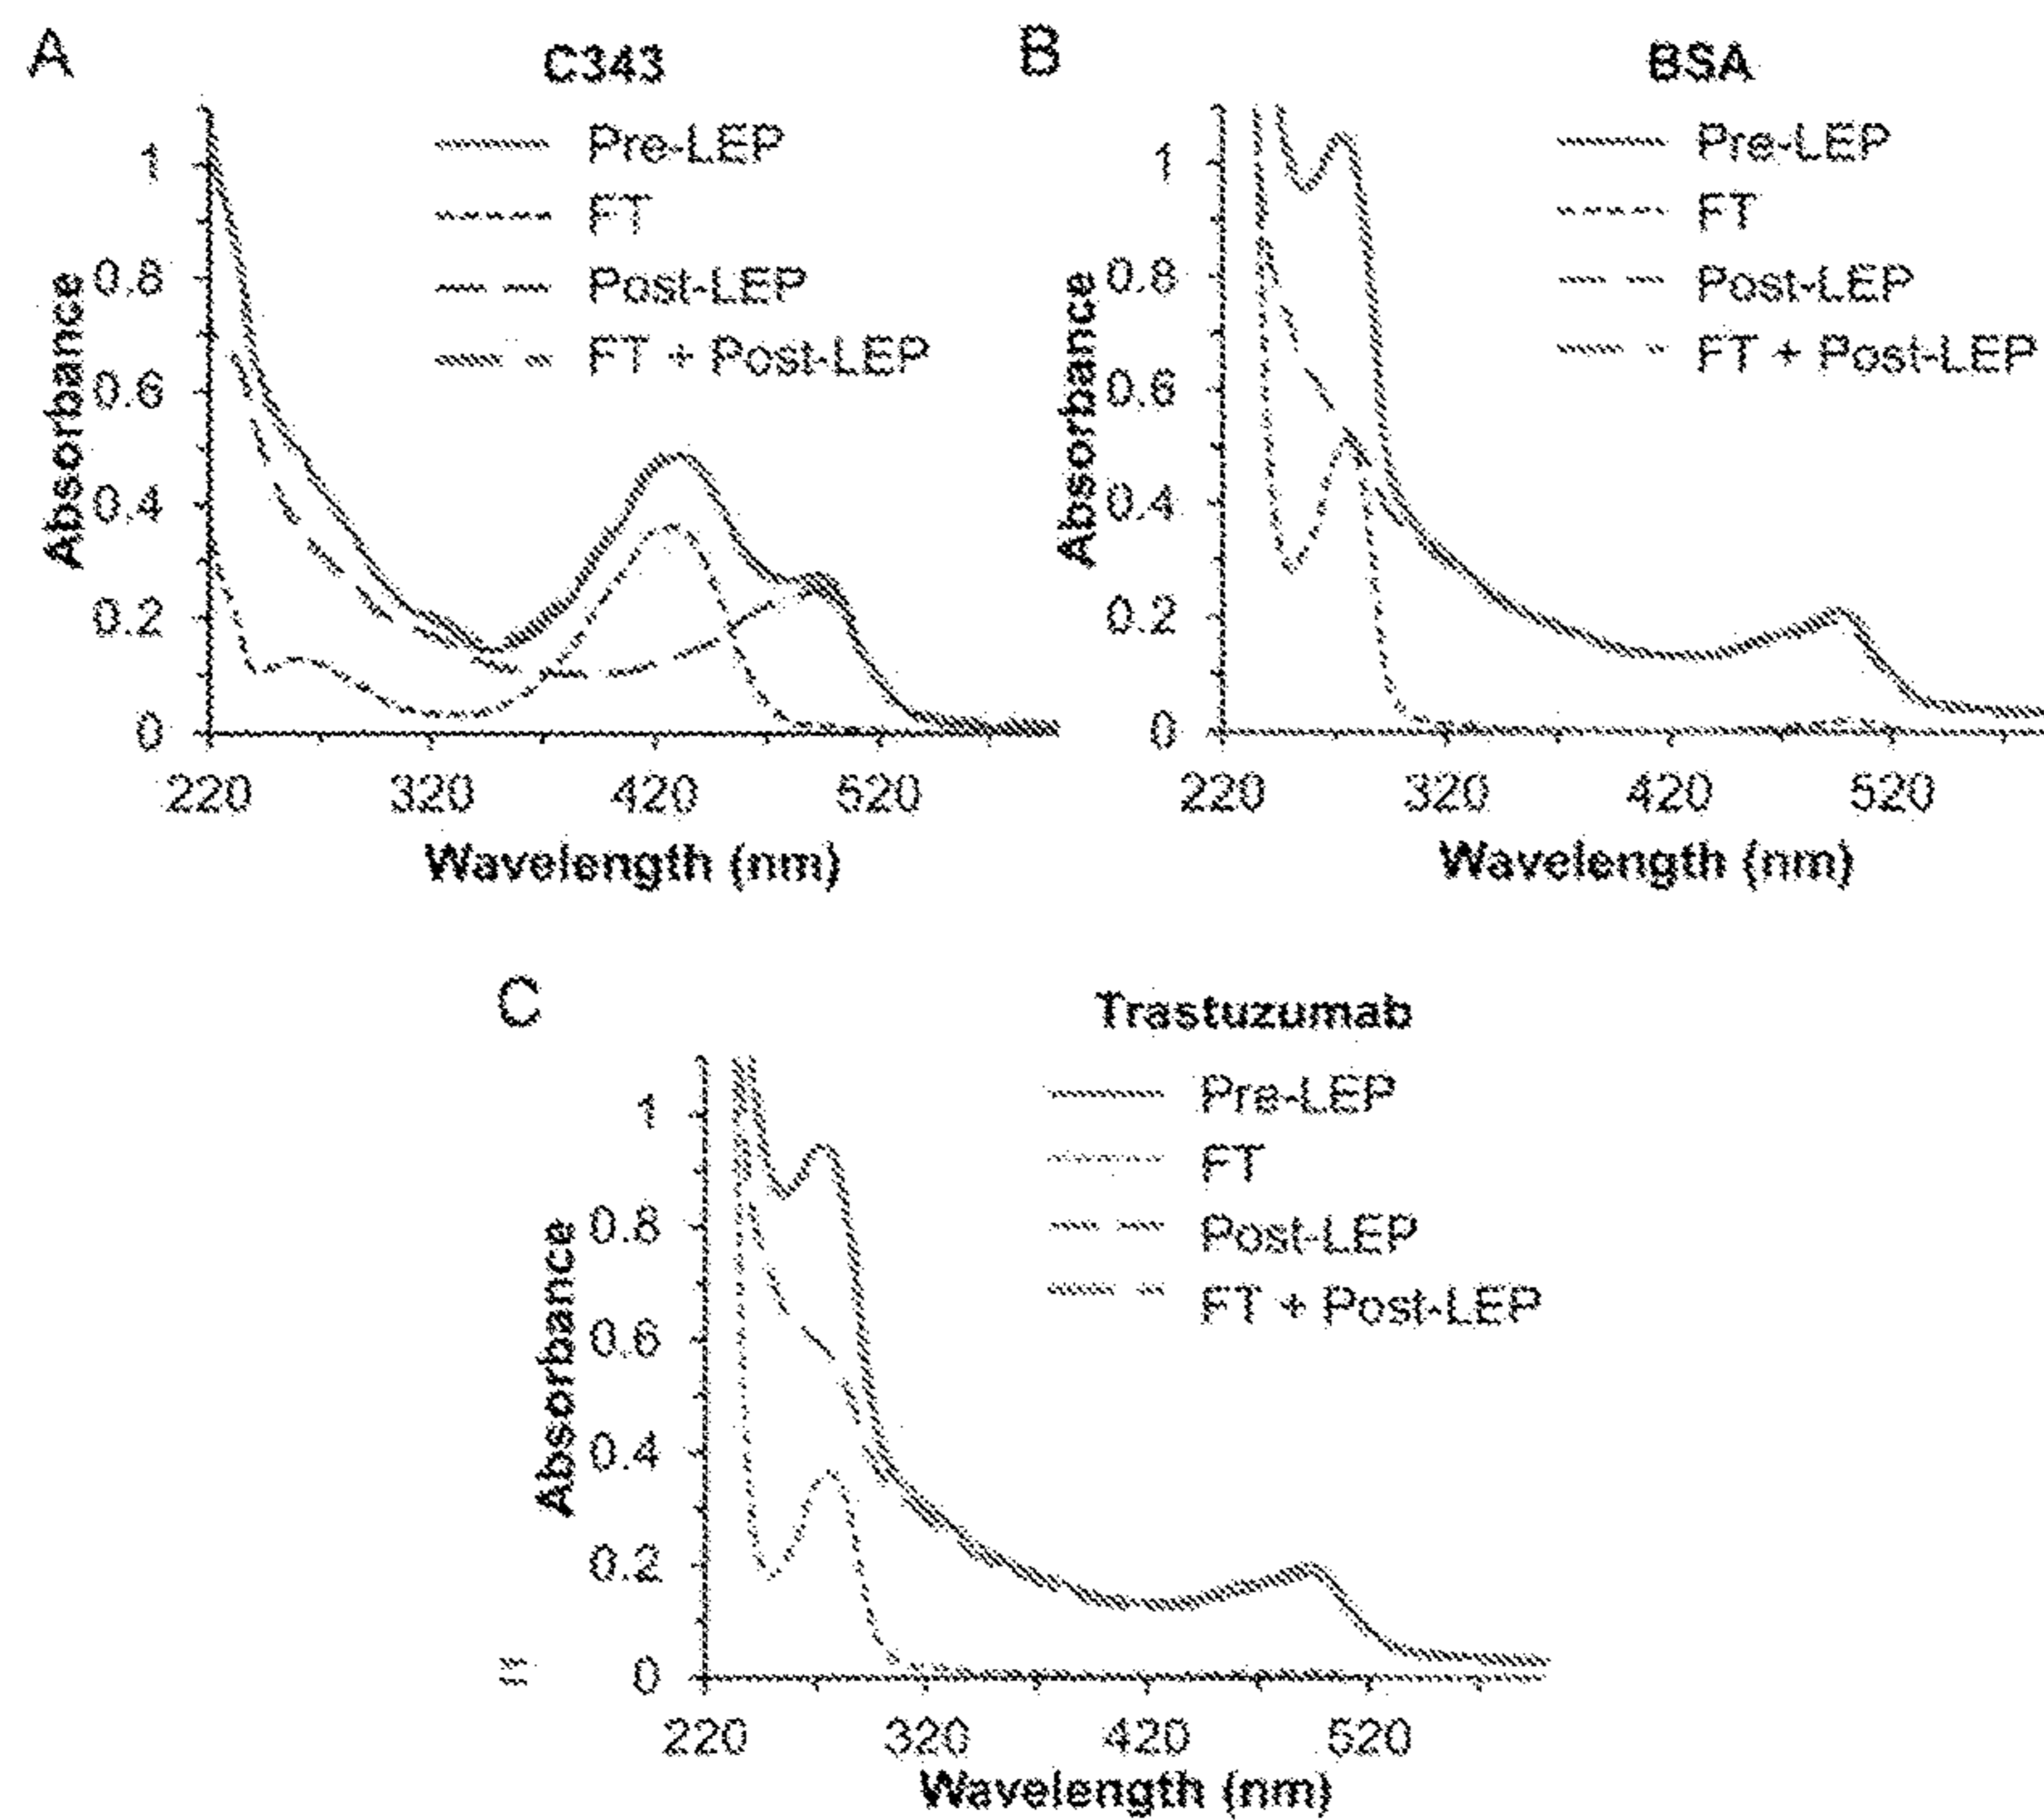 A
C343
Pre-LEP
FT
Post-LEP
FT + Post-LEP
Absorbance
1
0.8
0.6
0.4
0.2
0
220 320 420 520
Wavelength (nm)
B
BSA
Pre-LEP
FT
Post-LEP
FT + Post-LEP
Absorbance
1
0.8
0.6
0.4
0.2
0
220 320 420 520
Wavelength (nm)
C
Trastuzumab
Pre-LEP
FT
Post-LEP
FT + Post-LEP
Absorbance
1
0.8
0.6
0.4
0.2
0
220 320 420 520
Wavelength (nm)